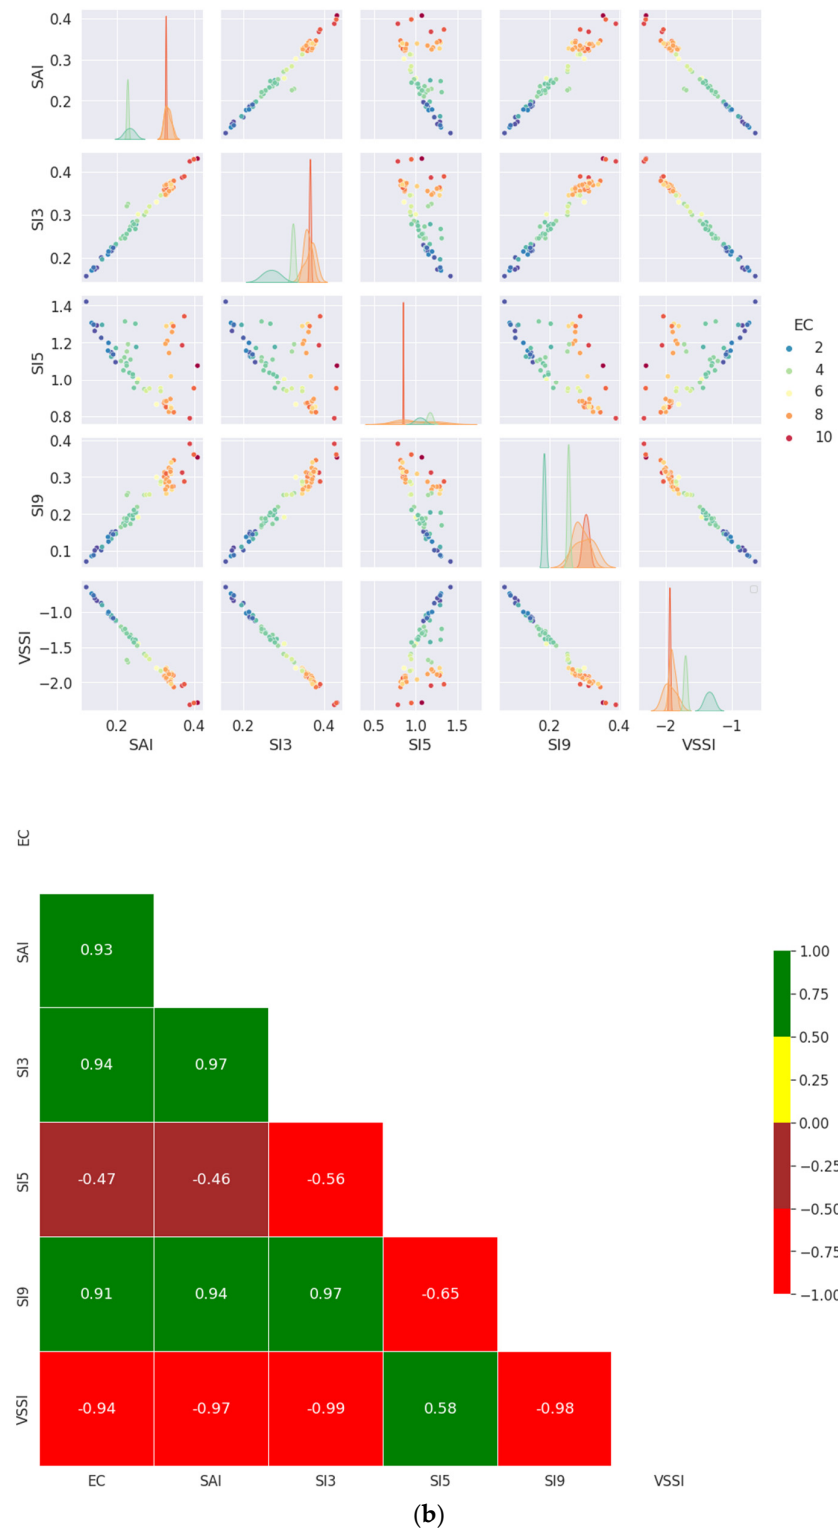 0.4
0.3
0.2
SAI
0.4
0.3
0.2
SI3
1.4
1.2
1.0
0.8
SI5
EC
2
4
6
8
10
0.4
0.3
0.2
0.1
SI9
−1.0
−1.5
−2.0
VSSI
0.2 0.4 0.2 0.4 0.5 1.0 1.5 0.2 0.4 −2 −1
SAI SI3 SI5 SI9 VSSI
EC
SAI 0.93
SI3 0.94 0.97
SI5 -0.47 -0.46 -0.56
SI9 0.91 0.94 0.97 -0.65
VSSI -0.94 -0.97 -0.99 0.58 -0.98
EC SAI SI3 SI5 SI9 VSSI
1.00
0.75
0.50
0.25
0.00
−0.25
−0.50
−0.75
−1.00
(b)